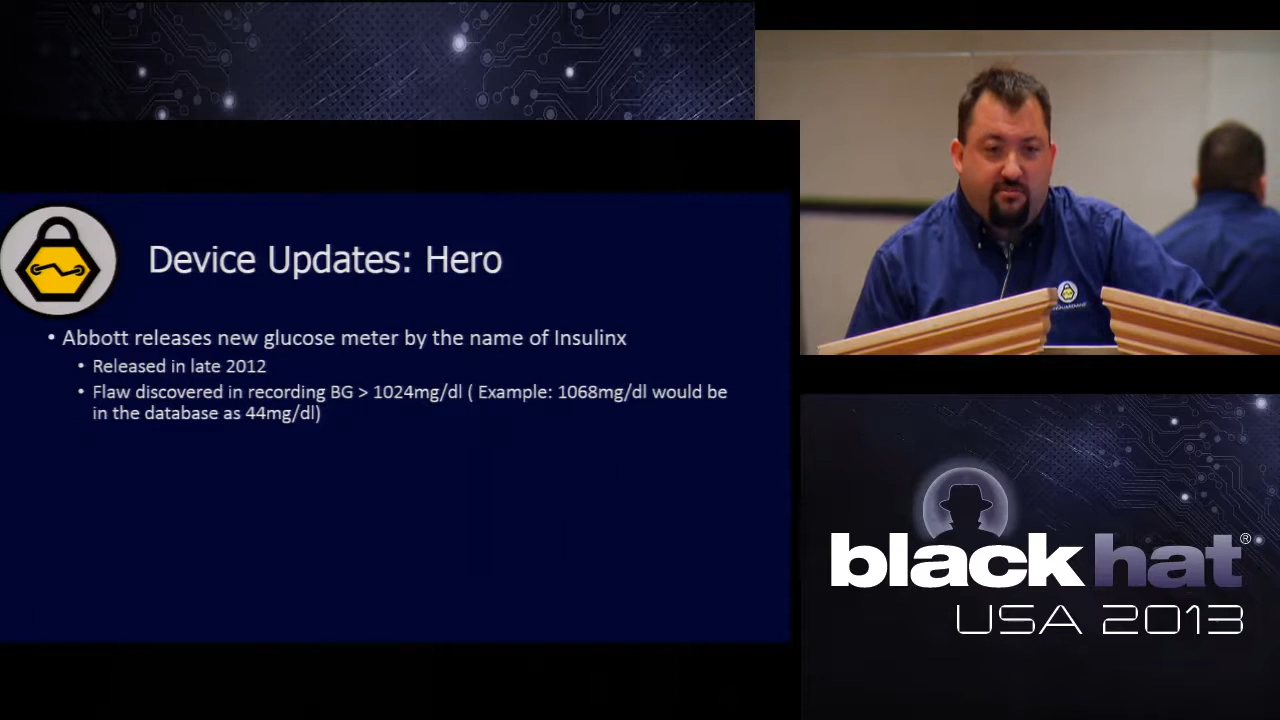 Device Updates: Hero
• Abbott releases new glucose meter by the name of Insulinx
• Released in late 2012
• Flaw discovered in recording BG > 1024mg/dl ( Example: 1068mg/dl would be
in the database as 44mg/dl)
black hat®
USA 2013